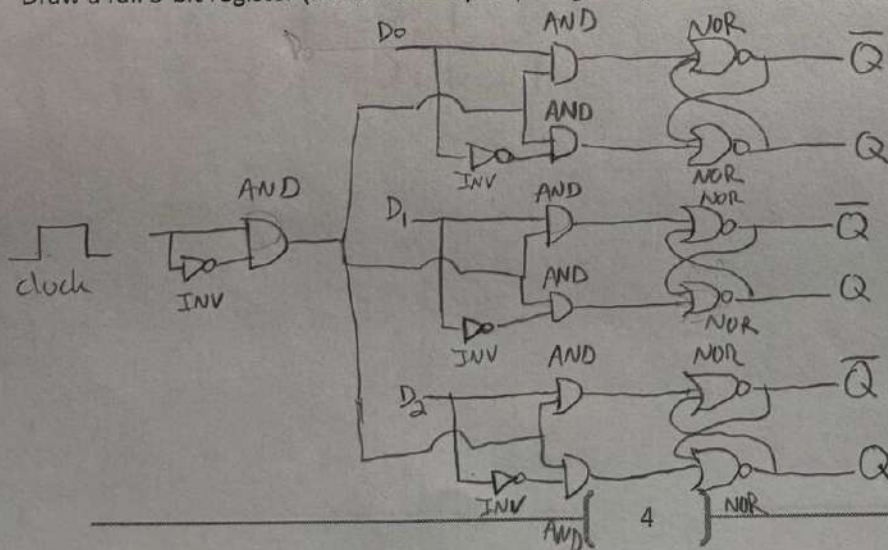 Draw a full 3-bit register
AND NOR
D₀ D₀ Q̅
AND
Q
INV NOR
AND AND NOR
D₁ Q̅
clock INV AND Q
INV NOR
AND NOR
D₂ Q̅
Q
INV AND 4 NOR